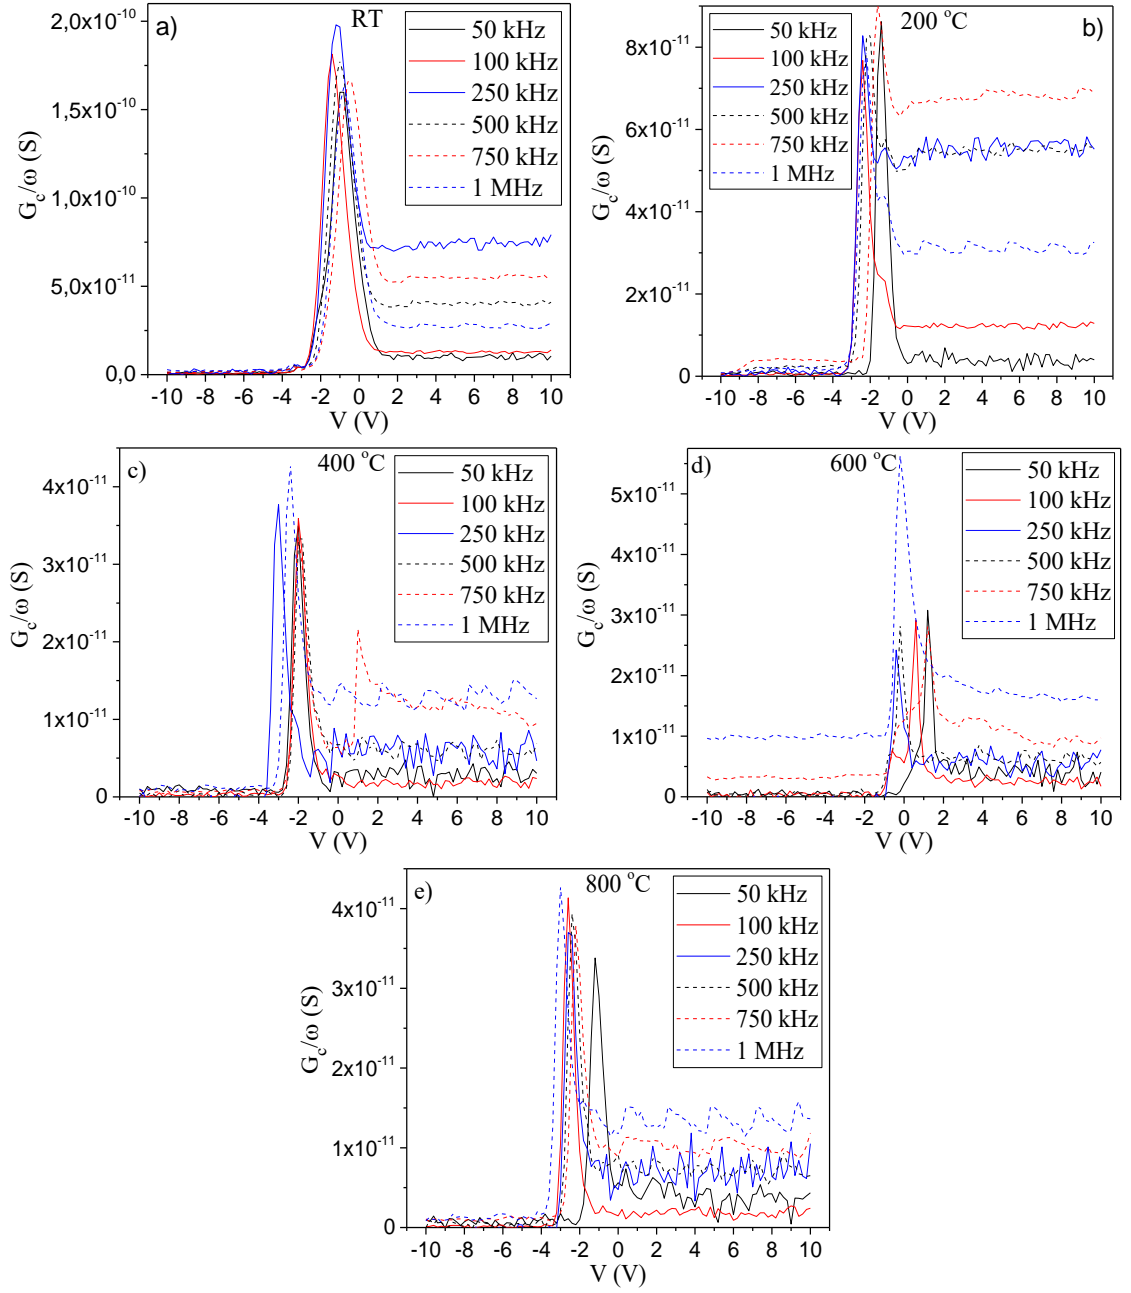 a)
RT
50 kHz
100 kHz
250 kHz
500 kHz
750 kHz
1 MHz
2,0x10⁻¹⁰
1,5x10⁻¹⁰
1,0x10⁻¹⁰
5,0x10⁻¹¹
0,0
G_c/ω (S)
-10 -8 -6 -4 -2 0 2 4 6 8 10
V (V)
b)
200 °C
50 kHz
100 kHz
250 kHz
500 kHz
750 kHz
1 MHz
8x10⁻¹¹
6x10⁻¹¹
4x10⁻¹¹
2x10⁻¹¹
0
G_c/ω (S)
-10 -8 -6 -4 -2 0 2 4 6 8 10
V (V)
c)
400 °C
50 kHz
100 kHz
250 kHz
500 kHz
750 kHz
1 MHz
4x10⁻¹¹
3x10⁻¹¹
2x10⁻¹¹
1x10⁻¹¹
0
G_c/ω (S)
-10 -8 -6 -4 -2 0 2 4 6 8 10
V (V)
d)
600 °C
50 kHz
100 kHz
250 kHz
500 kHz
750 kHz
1 MHz
5x10⁻¹¹
4x10⁻¹¹
3x10⁻¹¹
2x10⁻¹¹
1x10⁻¹¹
0
G_c/ω (S)
-10 -8 -6 -4 -2 0 2 4 6 8 10
V (V)
e)
800 °C
50 kHz
100 kHz
250 kHz
500 kHz
750 kHz
1 MHz
4x10⁻¹¹
3x10⁻¹¹
2x10⁻¹¹
1x10⁻¹¹
0
G_c/ω (S)
-10 -8 -6 -4 -2 0 2 4 6 8 10
V (V)